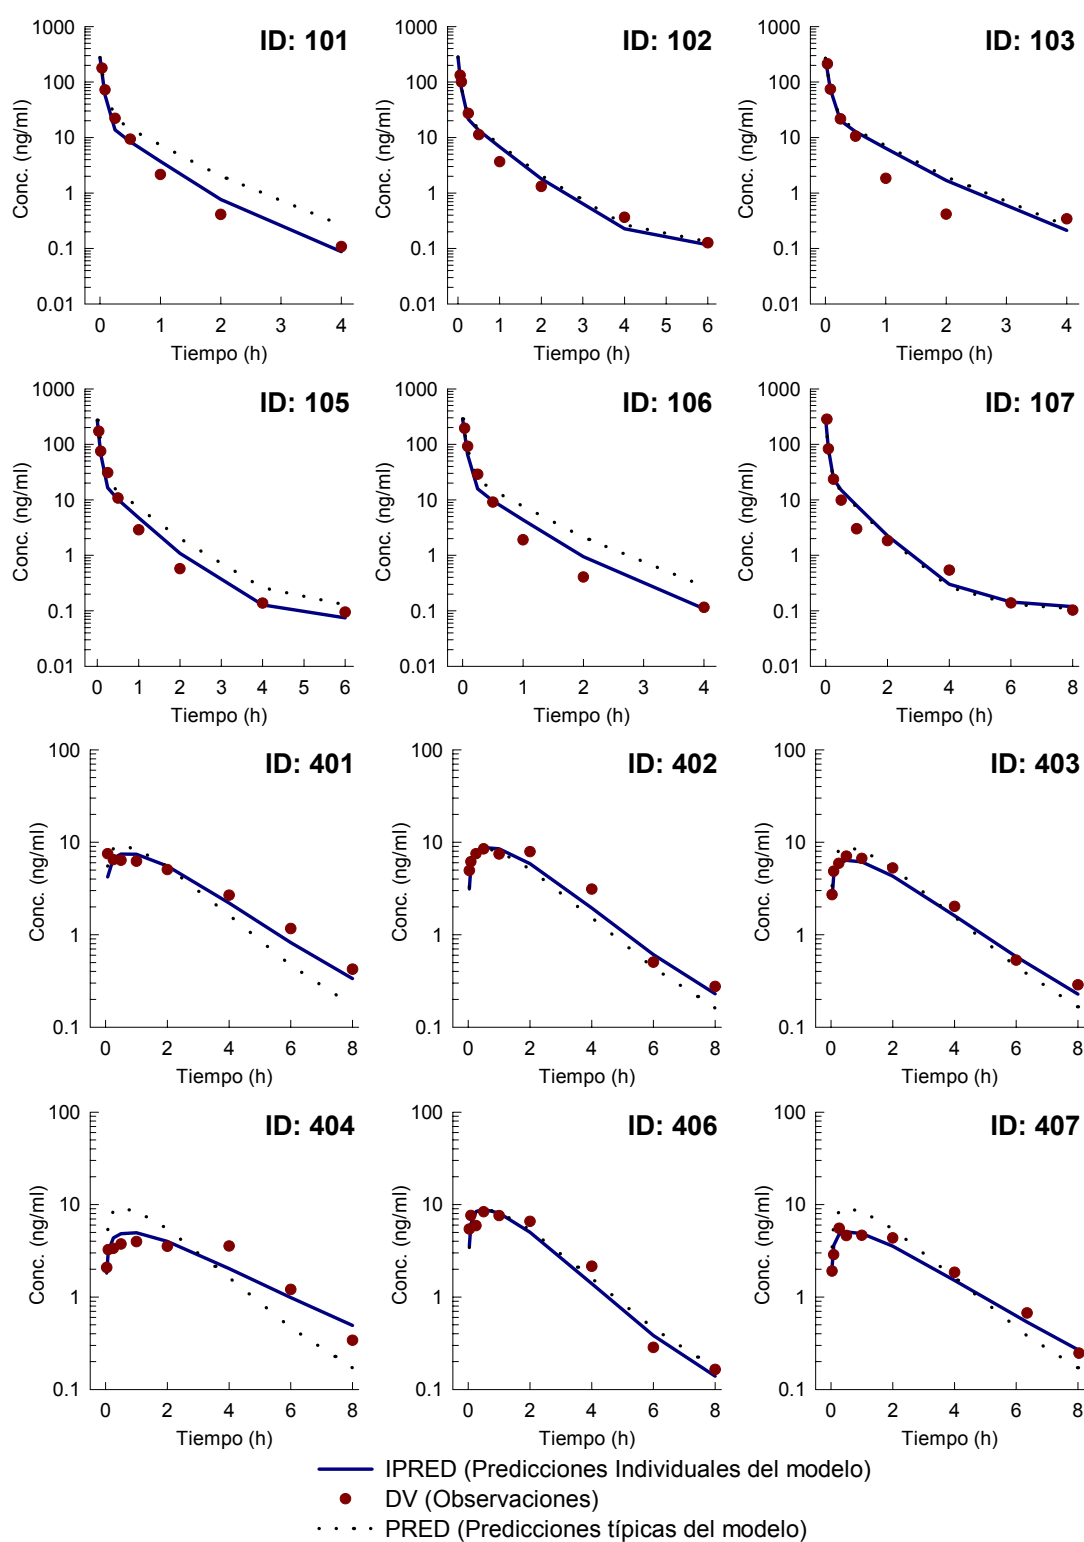 ID: 101
ID: 102
ID: 103
1000
100
10
1
0.1
0.01
Conc. (ng/ml)
0 1 2 3 4
Tiempo (h)
1000
100
10
1
0.1
0.01
Conc. (ng/ml)
0 1 2 3 4 5 6
Tiempo (h)
1000
100
10
1
0.1
0.01
Conc. (ng/ml)
0 1 2 3 4
Tiempo (h)
ID: 105
ID: 106
ID: 107
1000
100
10
1
0.1
0.01
Conc. (ng/ml)
0 1 2 3 4 5 6
Tiempo (h)
1000
100
10
1
0.1
0.01
Conc. (ng/ml)
0 1 2 3 4
Tiempo (h)
1000
100
10
1
0.1
0.01
Conc. (ng/ml)
0 2 4 6 8
Tiempo (h)
ID: 401
ID: 402
ID: 403
100
10
1
0.1
Conc. (ng/ml)
0 2 4 6 8
Tiempo (h)
100
10
1
0.1
Conc. (ng/ml)
0 2 4 6 8
Tiempo (h)
100
10
1
0.1
Conc. (ng/ml)
0 2 4 6 8
Tiempo (h)
ID: 404
ID: 406
ID: 407
100
10
1
0.1
Conc. (ng/ml)
0 2 4 6 8
Tiempo (h)
100
10
1
0.1
Conc. (ng/ml)
0 2 4 6 8
Tiempo (h)
100
10
1
0.1
Conc. (ng/ml)
0 2 4 6 8
Tiempo (h)
IPRED (Predicciones Individuales del modelo)
DV (Observaciones)
PRED (Predicciones típicas del modelo)